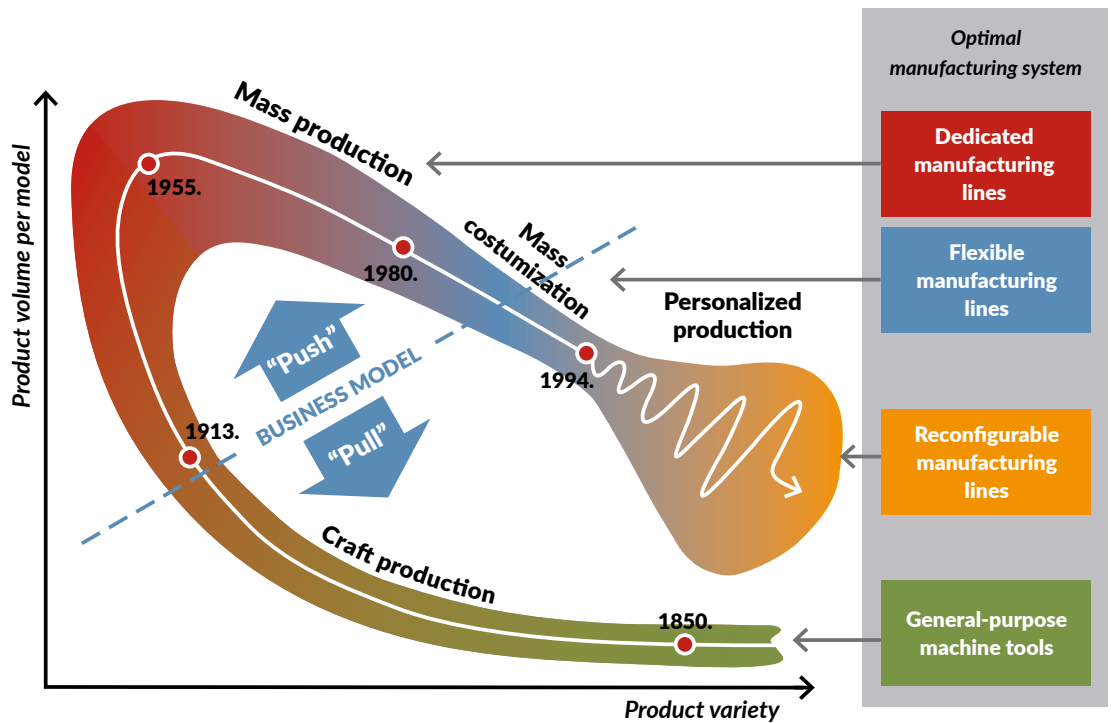 Optimal
manufacturing system
Product volume per model
Mass production
Dedicated
manufacturing
lines
1955.
Mass
costumization
Flexible
manufacturing
lines
1980.
Personalized
production
"Push"
BUSINESS MODEL
"Pull"
1994.
1913.
Reconfigurable
manufacturing
lines
Craft production
1850.
General-purpose
machine tools
Product variety